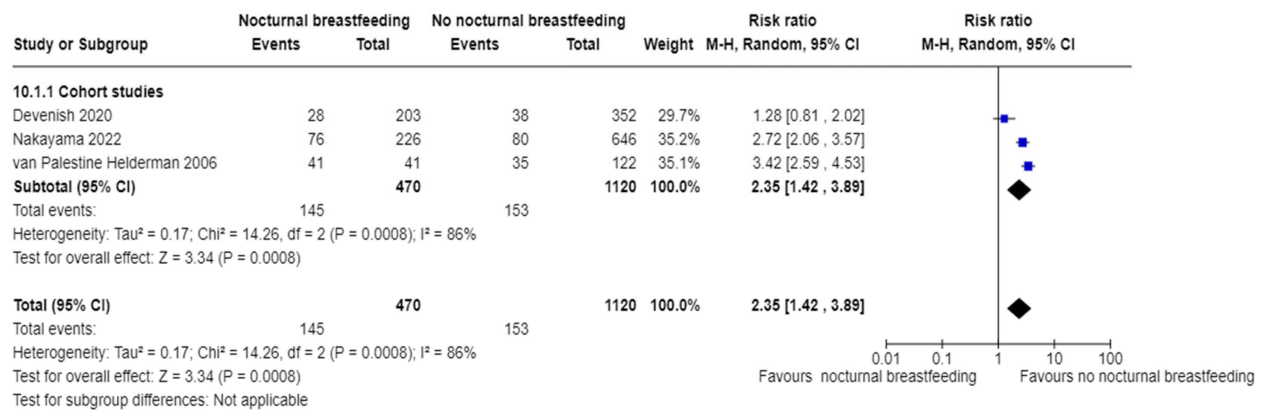 Nocturnal breastfeeding No nocturnal breastfeeding Risk ratio Risk ratio
Study or Subgroup Events Total Events Total Weight M-H, Random, 95% CI M-H, Random, 95% CI
10.1.1 Cohort studies
Devenish 2020 28 203 38 352 29.7% 1.28 [0.81 , 2.02]
Nakayama 2022 76 226 80 646 35.2% 2.72 [2.06 , 3.57]
van Palestine Helderman 2006 41 41 35 122 35.1% 3.42 [2.59 , 4.53]
Subtotal (95% CI) 470 1120 100.0% 2.35 [1.42 , 3.89]
Total events: 145 153
Heterogeneity: Tau² = 0.17; Chi² = 14.26, df = 2 (P = 0.0008); I² = 86%
Test for overall effect: Z = 3.34 (P = 0.0008)
Total (95% CI) 470 1120 100.0% 2.35 [1.42 , 3.89]
Total events: 145 153
Heterogeneity: Tau² = 0.17; Chi² = 14.26, df = 2 (P = 0.0008); I² = 86%
0.01 0.1 1 10 100
Test for overall effect: Z = 3.34 (P = 0.0008) Favours nocturnal breastfeeding Favours no nocturnal breastfeeding
Test for subgroup differences: Not applicable